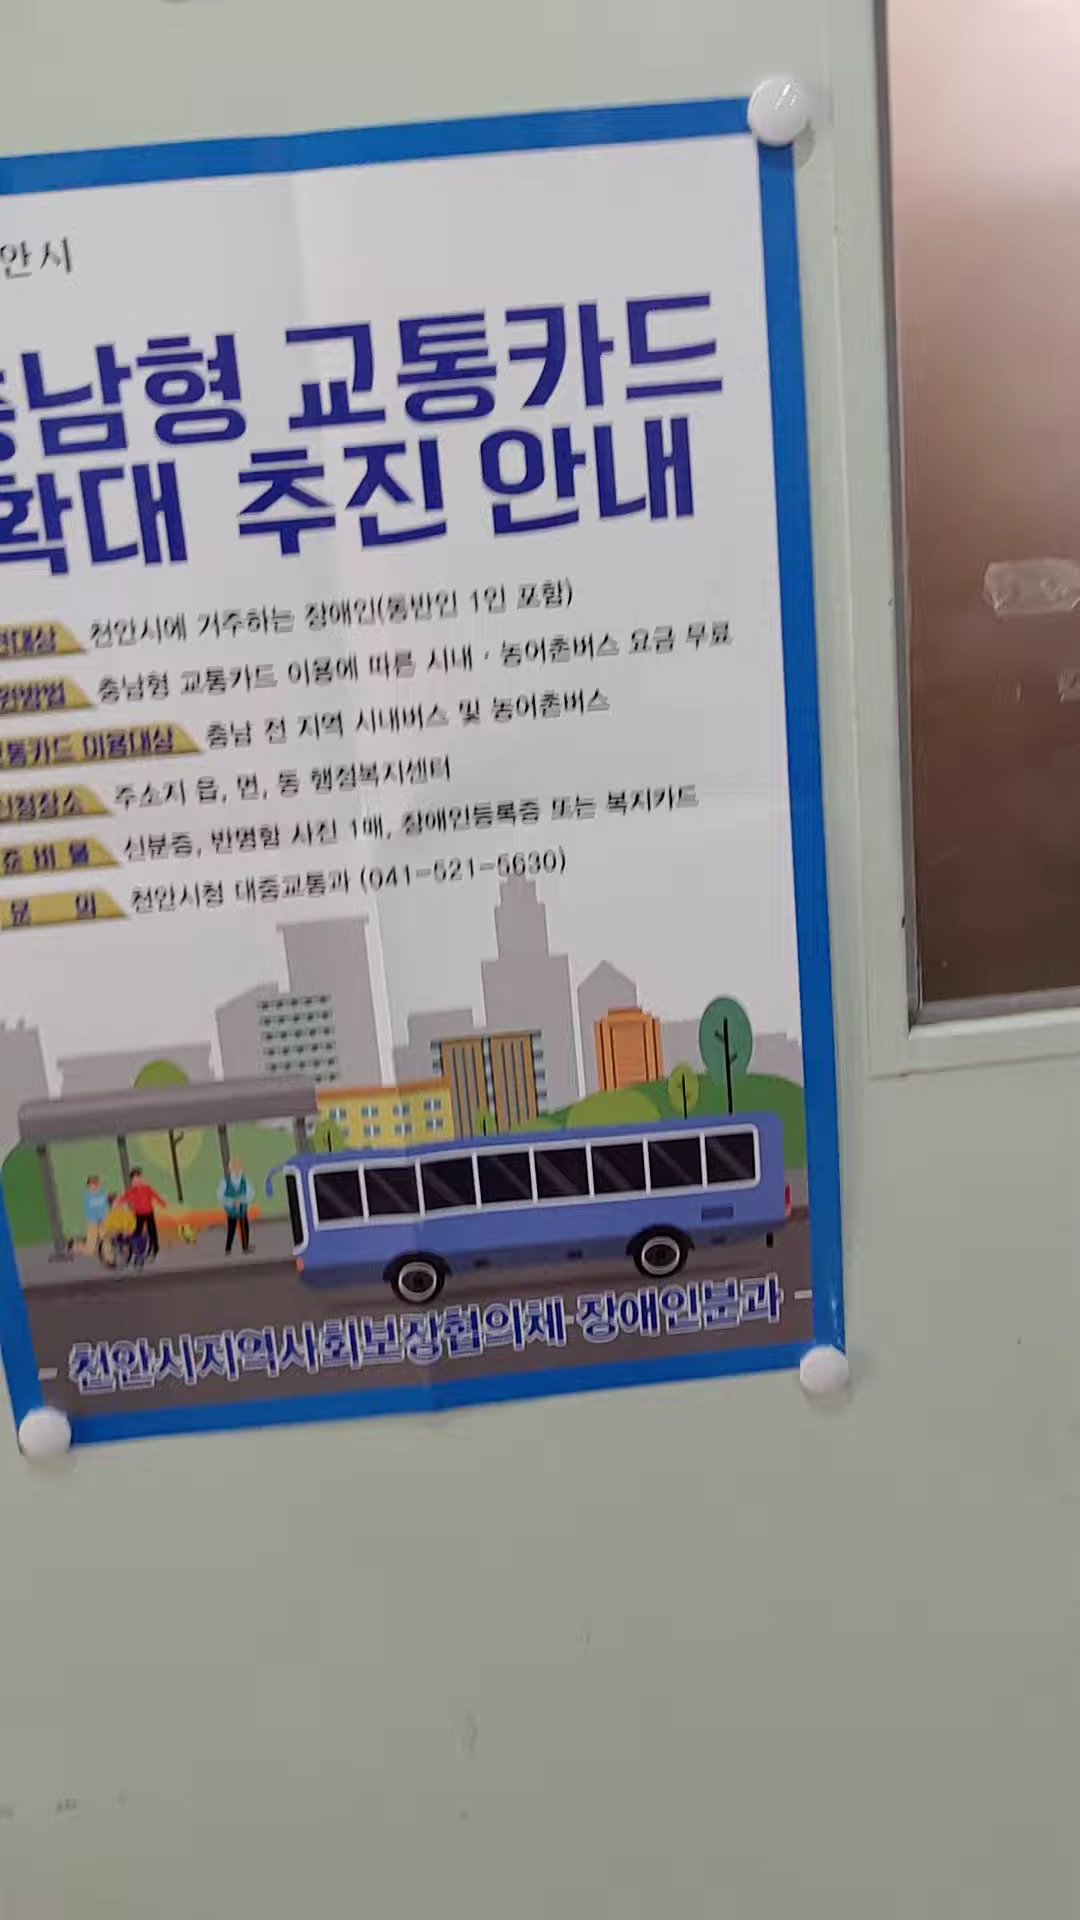 안시
충남형 교통카드
확대 추진 안내
대상 천안시에 거주하는 장애인(동반인 1인 포함)
원방법 충남형 교통카드 이용에 따른 시내·농어촌버스 요금 무료
교통카드 이용대상 충남 전 지역 시내버스 및 농어촌버스
신청장소 주소지 읍, 면, 동 행정복지센터
준비물 신분증, 반명함 사진 1매, 장애인등록증 또는 복지카드
문 의 천안시청 대중교통과 (041-521-5630)
천안시지역사회보장협의체 장애인분과